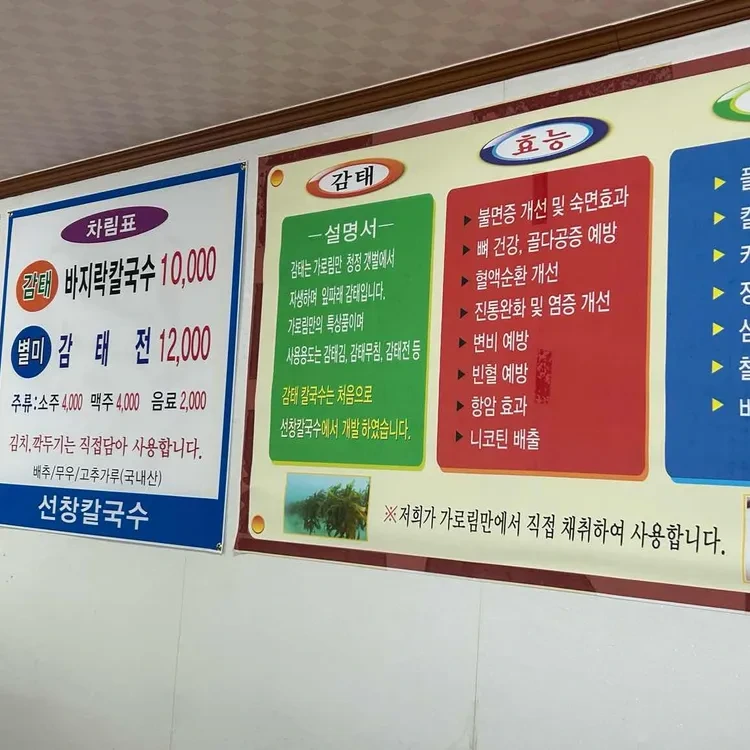 차림표
감태 바지락칼국수 10,000
별미 감태전 12,000
주류:소주 4,000 맥주 4,000 음료 2,000
김치,깍두기는 직접담아 사용합니다.
배추/무우/고추가루(국내산)
선창칼국수
감태
-설명서-
감태는 가로림만 청정 갯벌에서
자생하며 잎파래 감태입니다.
가로림만의 특상품이며
사용용도는 감태김, 감태무침, 감태전 등
감태 칼국수는 처음으로
선창칼국수에서 개발 하였습니다.
효능
▶ 불면증 개선 및 숙면효과
▶ 뼈 건강, 골다공증 예방
▶ 혈액순환 개선
▶ 진통완화 및 염증 개선
▶ 변비 예방
▶ 빈혈 예방
▶ 항암 효과
▶ 니코틴 배출
※저희가 가로림만에서 직접 채취하여 사용합니다.